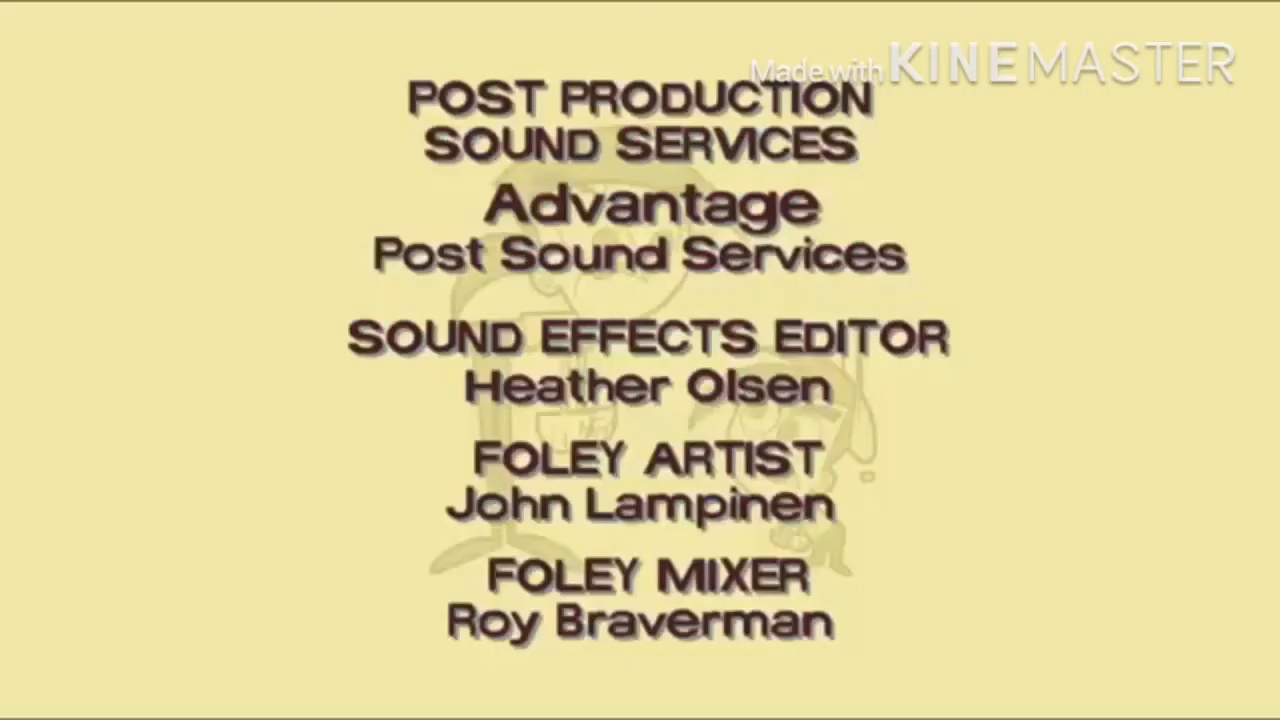 Made with KINEMASTER
POST PRODUCTION
SOUND SERVICES
Advantage
Post Sound Services
SOUND EFFECTS EDITOR
Heather Olsen
FOLEY ARTIST
John Lampinen
FOLEY MIXER
Roy Braverman